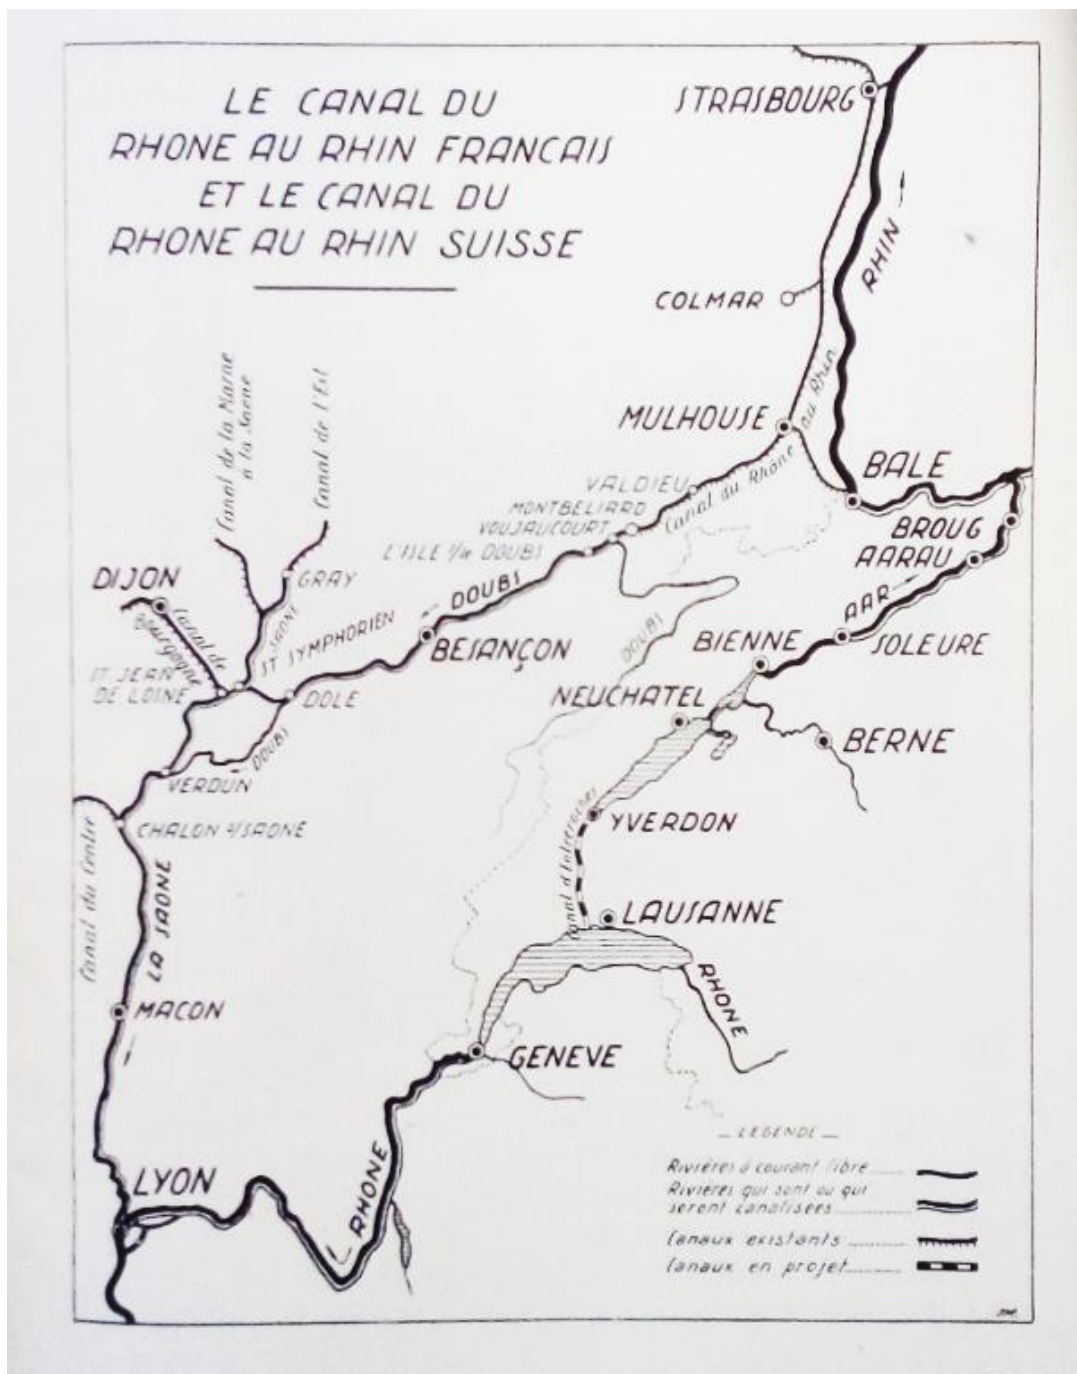 LE CANAL DU
RHONE AU RHIN FRANCAIS
ET LE CANAL DU
RHONE AU RHIN SUISSE
STRASBOURG
RHIN
COLMAR
Canal de la Marne
à la Saone
Canal de l'Est
MULHOUSE
Canal du Rhône au Rhin
BALE
VALDIEU
MONTBELIARD
VOUJAUCOURT
L'ISLE s/le DOUBS
BROUG
AARAU
DIJON
GRAY
DOUBS
AAR
Canal de
Bourgogne
SAONE
ST SYMPHORIEN
BESANÇON
DOUBS
BIENNE
SOLEURE
ST JEAN
DE LOSNE
DOLE
NEUCHATEL
DOUBS
BERNE
VERDUN
CHALON s/SAONE
YVERDON
Canal d'Entreroches
Canal du Centre
LA SAONE
LAUSANNE
RHONE
MACON
GENEVE
LYON
RHONE
LEGENDE
Rivières à courant libre
Rivières qui sont ou qui
seront canalisées
Canaux existants
Canaux en projet